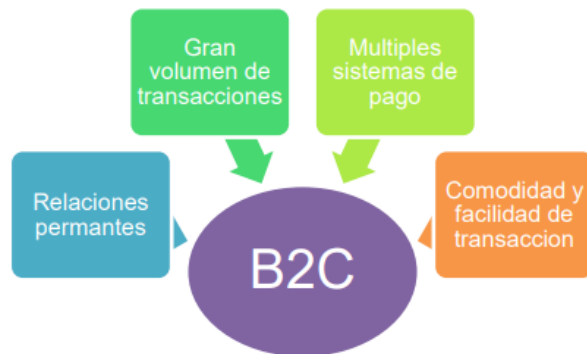 Relaciones
permantes
Gran
volumen de
transacciones
Multiples
sistemas de
pago
Comodidad y
facilidad de
transaccion
B2C